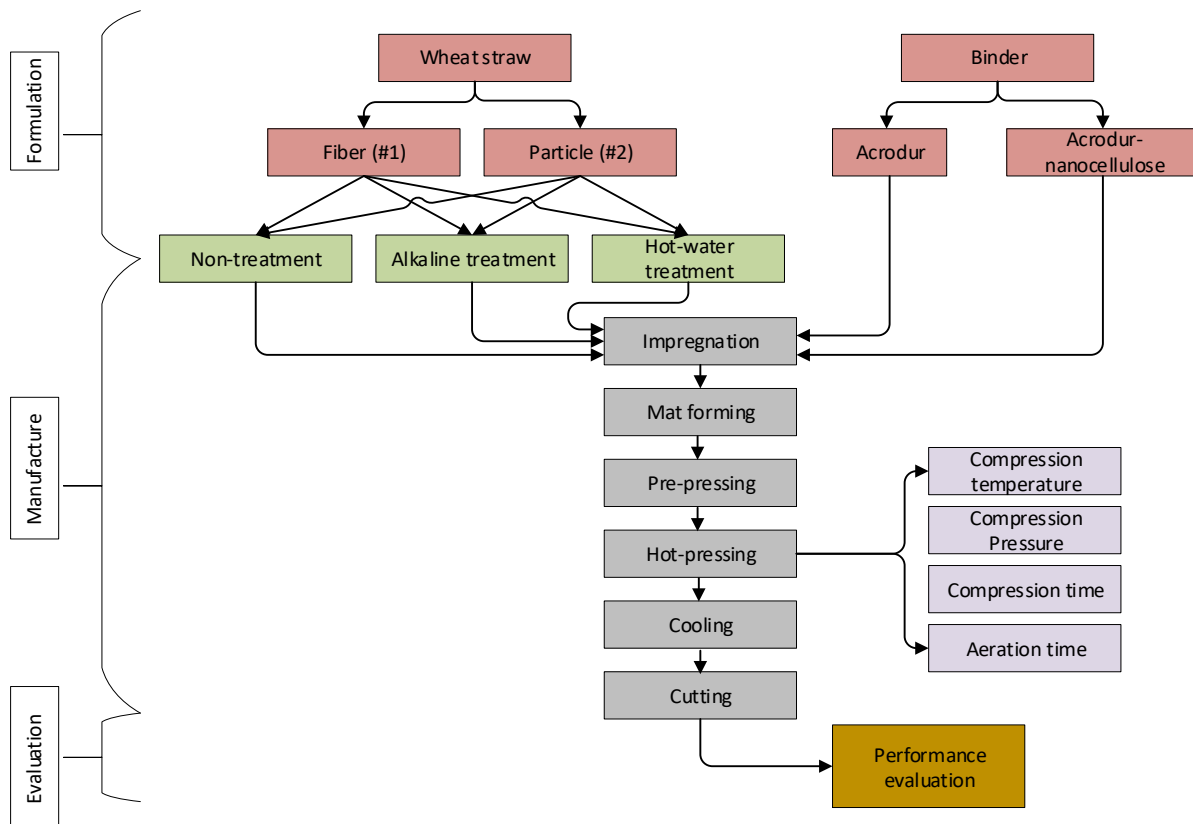 Formulation
Wheat straw
Binder
Fiber (#1)
Particle (#2)
Acrodur
Acrodur-
nanocellulose
Non-treatment
Alkaline treatment
Hot-water
treatment
Manufacture
Impregnation
Mat forming
Pre-pressing
Hot-pressing
Cooling
Cutting
Compression
temperature
Compression
Pressure
Compression time
Aeration time
Evaluation
Performance
evaluation